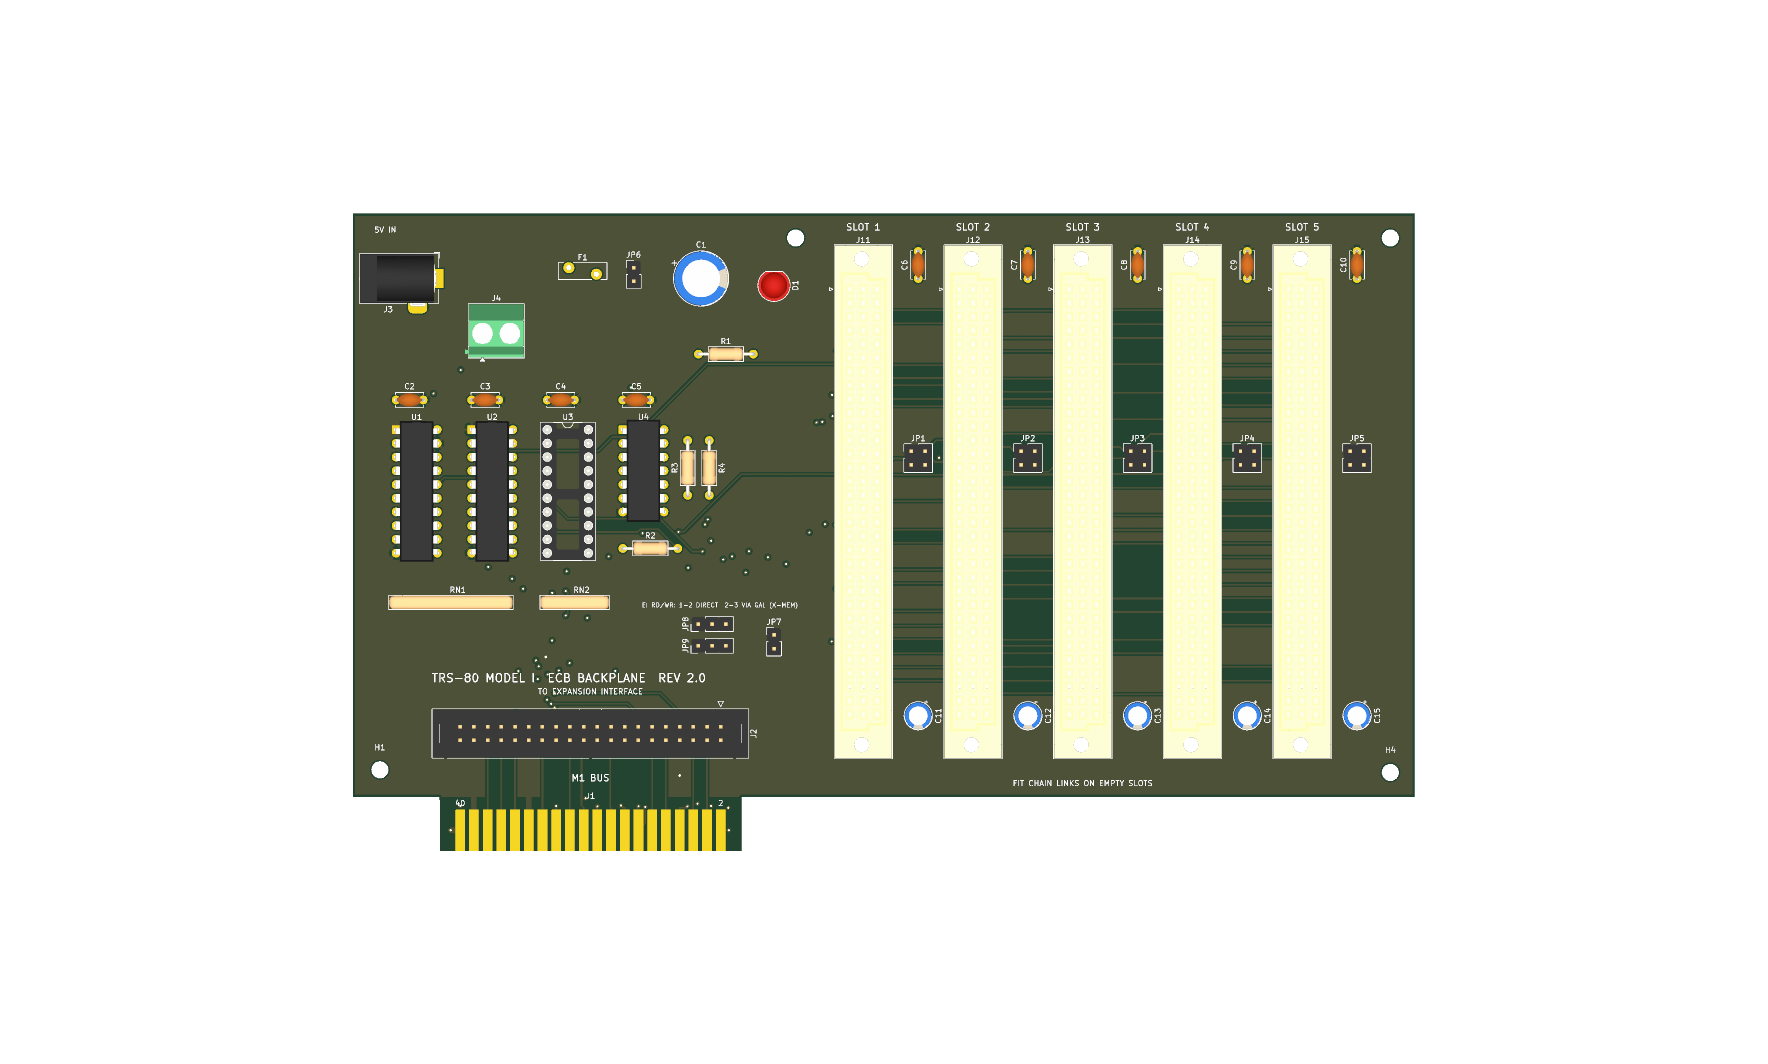 SLOT 1 SLOT 2 SLOT 3 SLOT 4 SLOT 5
5V IN
J11 J12 J13 J14 J15
C1
JP6
F1
C6 C7 C8 C9 C10
D1
J3
J4
R1
C2 C3 C4 C5
U1 U2 U3 U4
JP1 JP2 JP3 JP4 JP5
R3 R4
R2
RN1 RN2
EI RD/WR: 1-2 DIRECT 2-3 VIA GAL (K-MEM)
JP8 JP7
JP9
TRS-80 MODEL I ECB BACKPLANE REV 2.0
TO EXPANSION INTERFACE
C11 C12 C13 C14 C15
J2
H1 H4
M1 BUS
FIT CHAIN LINKS ON EMPTY SLOTS
J1
40 2